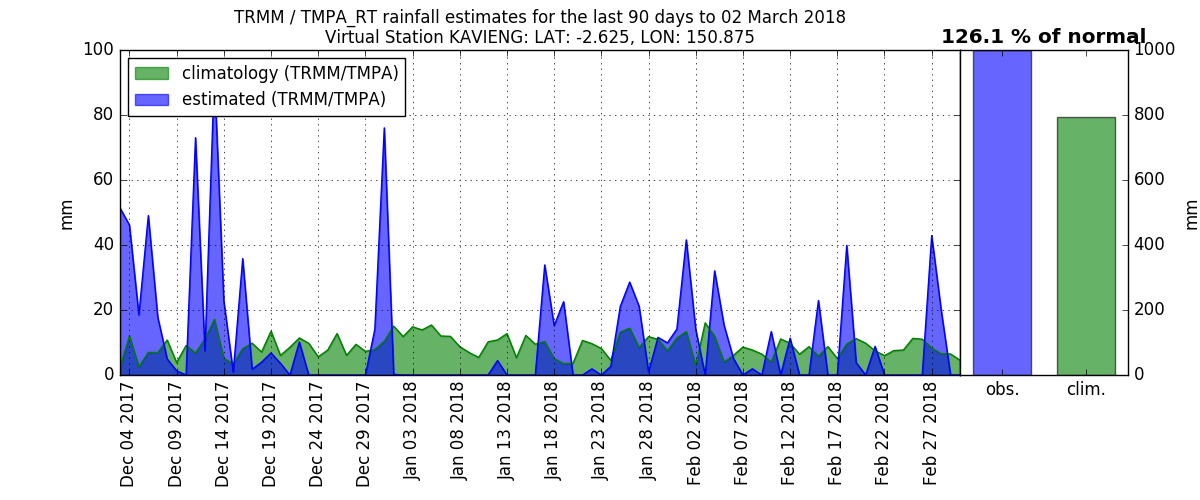 TRMM / TMPA_RT rainfall estimates for the last 90 days to 02 March 2018
Virtual Station KAVIENG: LAT: -2.625, LON: 150.875
126.1 % of normal
climatology (TRMM/TMPA)
estimated (TRMM/TMPA)
mm
100
80
60
40
20
0
1000
800
600
400
200
0
mm
Dec 04 2017
Dec 09 2017
Dec 14 2017
Dec 19 2017
Dec 24 2017
Dec 29 2017
Jan 03 2018
Jan 08 2018
Jan 13 2018
Jan 18 2018
Jan 23 2018
Jan 28 2018
Feb 02 2018
Feb 07 2018
Feb 12 2018
Feb 17 2018
Feb 22 2018
Feb 27 2018
obs.
clim.